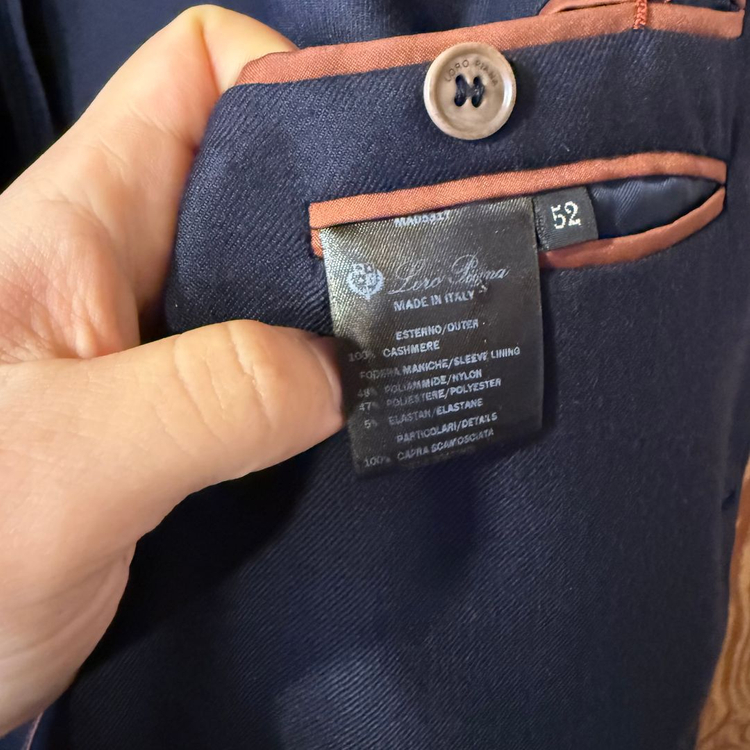 LORO PIANA
52
Loro Piana
MADE IN ITALY
ESTERNO/OUTER
100% CASHMERE
FODERA MANICHE/SLEEVE LINING
48% POLIAMMIDE/NYLON
47% POLIESTERE/POLYESTER
5% ELASTAN/ELASTANE
PARTICOLARI/DETAILS
100% CAPRA SCAMOSCIATA